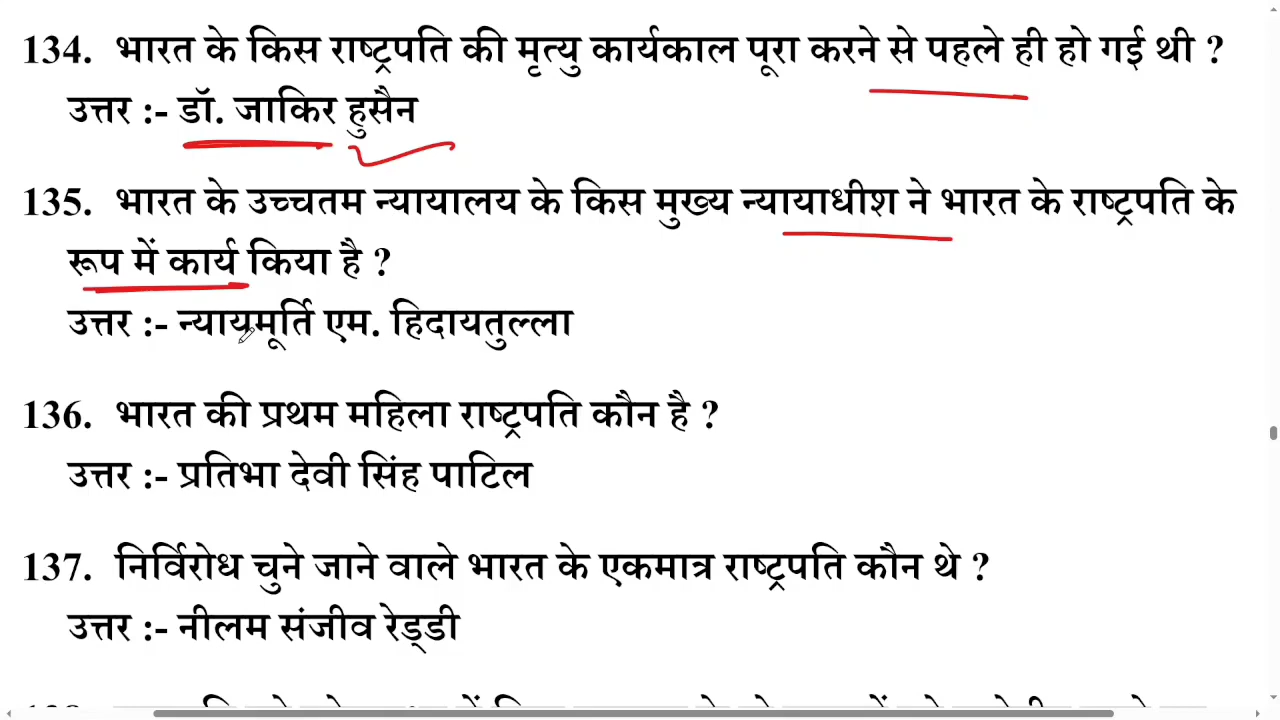 134. भारत के किस राष्ट्रपति की मृत्यु कार्यकाल पूरा करने से पहले ही हो गई थी ?
उत्तर :- डॉ. जाकिर हुसैन
135. भारत के उच्चतम न्यायालय के किस मुख्य न्यायाधीश ने भारत के राष्ट्रपति के
रूप में कार्य किया है ?
उत्तर :- न्यायमूर्ति एम. हिदायतुल्ला
136. भारत की प्रथम महिला राष्ट्रपति कौन है ?
उत्तर :- प्रतिभा देवी सिंह पाटिल
137. निर्विरोध चुने जाने वाले भारत के एकमात्र राष्ट्रपति कौन थे ?
उत्तर :- नीलम संजीव रेड्डी